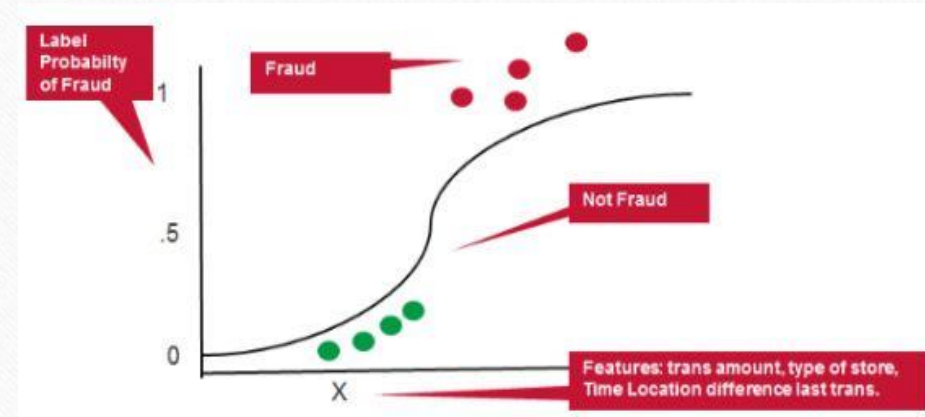 Label
Probabilty
of Fraud
Fraud
1
Not Fraud
.5
0
Features: trans amount, type of store,
Time Location difference last trans.
X